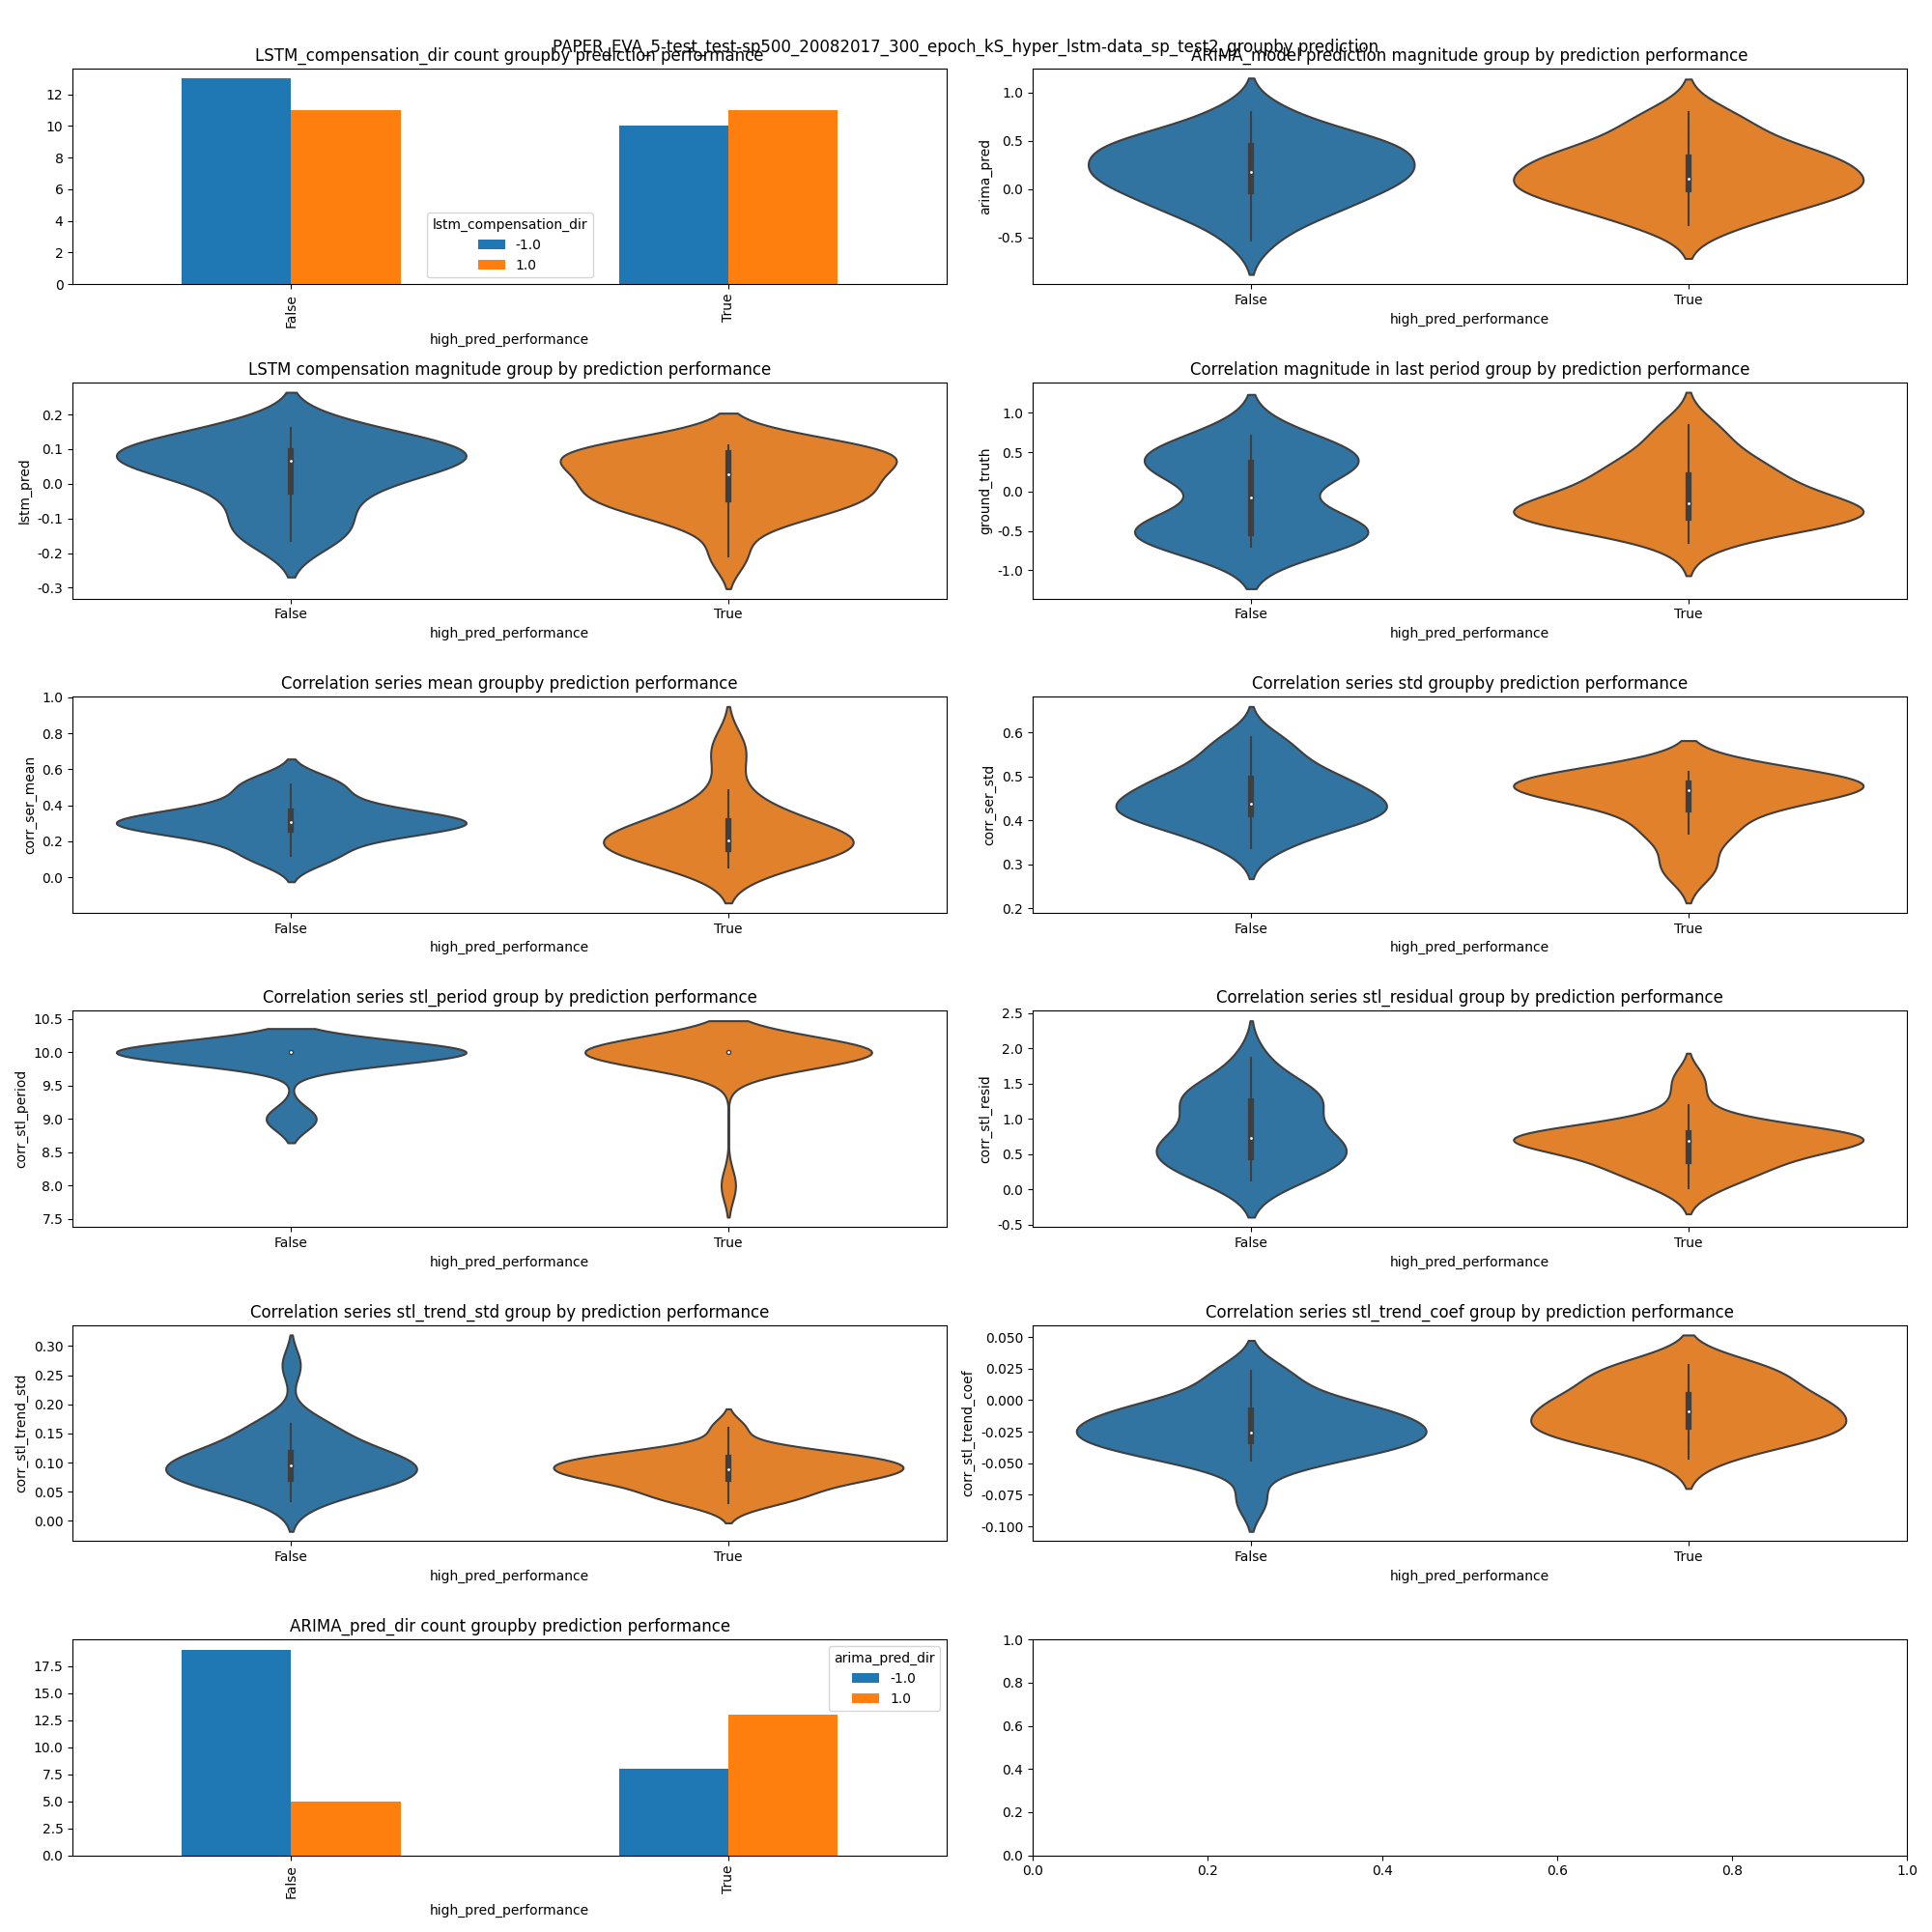 PAPER_EVA_5-test_test-sp500_20082017_300_epoch_kS_hyper_lstm-data_sp_test2_groupby prediction
LSTM_compensation_dir count groupby prediction performance
12
10
8
6
4
2
0
lstm_compensation_dir
-1.0
1.0
False
True
high_pred_performance
ARIMA_model prediction magnitude group by prediction performance
arima_pred
1.0
0.5
0.0
-0.5
False
True
high_pred_performance
LSTM compensation magnitude group by prediction performance
lstm_pred
0.2
0.1
0.0
-0.1
-0.2
-0.3
False
True
high_pred_performance
Correlation magnitude in last period group by prediction performance
ground_truth
1.0
0.5
0.0
-0.5
-1.0
False
True
high_pred_performance
Correlation series mean groupby prediction performance
corr_ser_mean
1.0
0.8
0.6
0.4
0.2
0.0
False
True
high_pred_performance
Correlation series std groupby prediction performance
corr_ser_std
0.6
0.5
0.4
0.3
0.2
False
True
high_pred_performance
Correlation series stl_period group by prediction performance
corr_stl_period
10.5
10.0
9.5
9.0
8.5
8.0
7.5
False
True
high_pred_performance
Correlation series stl_residual group by prediction performance
corr_stl_resid
2.5
2.0
1.5
1.0
0.5
0.0
-0.5
False
True
high_pred_performance
Correlation series stl_trend_std group by prediction performance
corr_stl_trend_std
0.30
0.25
0.20
0.15
0.10
0.05
0.00
False
True
high_pred_performance
Correlation series stl_trend_coef group by prediction performance
corr_stl_trend_coef
0.050
0.025
0.000
-0.025
-0.050
-0.075
-0.100
False
True
high_pred_performance
ARIMA_pred_dir count groupby prediction performance
17.5
15.0
12.5
10.0
7.5
5.0
2.5
0.0
arima_pred_dir
-1.0
1.0
False
True
high_pred_performance
1.0
0.8
0.6
0.4
0.2
0.0
0.0
0.2
0.4
0.6
0.8
1.0